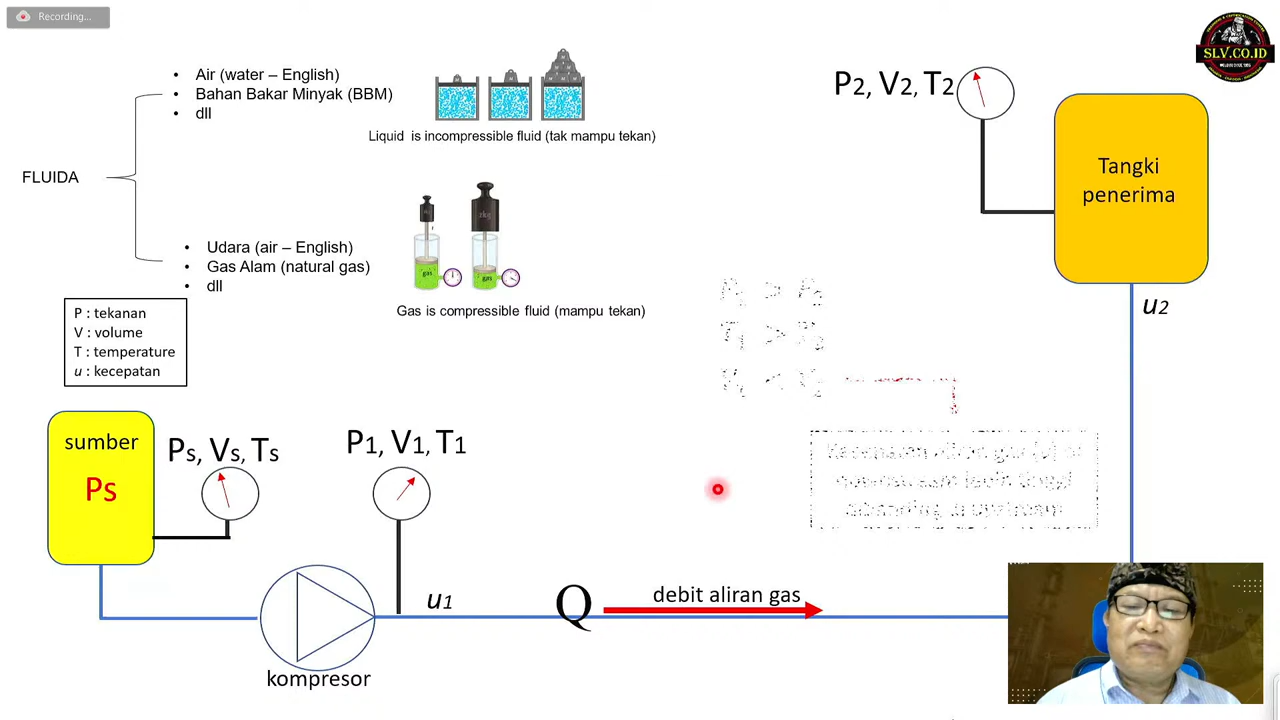 Recording...
SLV.CO.ID
• Air (water – English)
• Bahan Bakar Minyak (BBM)
• dll
Liquid is incompressible fluid (tak mampu tekan)
FLUIDA
• Udara (air – English)
• Gas Alam (natural gas)
• dll
gas
gas
2kg
Gas is compressible fluid (mampu tekan)
P : tekanan
V : volume
T : temperature
u : kecepatan
P2, V2, T2
Tangki
penerima
u2
sumber
Ps
Ps, Vs, Ts
P1, V1, T1
kompresor
u1
Q
debit aliran gas